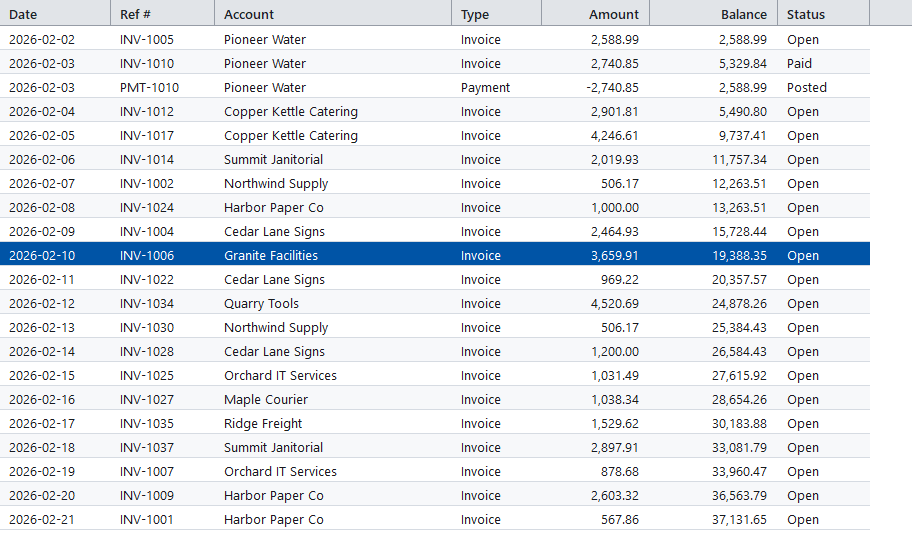 Date Ref # Account Type Amount Balance Status
2026-02-02 INV-1005 Pioneer Water Invoice 2,588.99 2,588.99 Open
2026-02-03 INV-1010 Pioneer Water Invoice 2,740.85 5,329.84 Paid
2026-02-03 PMT-1010 Pioneer Water Payment -2,740.85 2,588.99 Posted
2026-02-04 INV-1012 Copper Kettle Catering Invoice 2,901.81 5,490.80 Open
2026-02-05 INV-1017 Copper Kettle Catering Invoice 4,246.61 9,737.41 Open
2026-02-06 INV-1014 Summit Janitorial Invoice 2,019.93 11,757.34 Open
2026-02-07 INV-1002 Northwind Supply Invoice 506.17 12,263.51 Open
2026-02-08 INV-1024 Harbor Paper Co Invoice 1,000.00 13,263.51 Open
2026-02-09 INV-1004 Cedar Lane Signs Invoice 2,464.93 15,728.44 Open
2026-02-10 INV-1006 Granite Facilities Invoice 3,659.91 19,388.35 Open
2026-02-11 INV-1022 Cedar Lane Signs Invoice 969.22 20,357.57 Open
2026-02-12 INV-1034 Quarry Tools Invoice 4,520.69 24,878.26 Open
2026-02-13 INV-1030 Northwind Supply Invoice 506.17 25,384.43 Open
2026-02-14 INV-1028 Cedar Lane Signs Invoice 1,200.00 26,584.43 Open
2026-02-15 INV-1025 Orchard IT Services Invoice 1,031.49 27,615.92 Open
2026-02-16 INV-1027 Maple Courier Invoice 1,038.34 28,654.26 Open
2026-02-17 INV-1035 Ridge Freight Invoice 1,529.62 30,183.88 Open
2026-02-18 INV-1037 Summit Janitorial Invoice 2,897.91 33,081.79 Open
2026-02-19 INV-1007 Orchard IT Services Invoice 878.68 33,960.47 Open
2026-02-20 INV-1009 Harbor Paper Co Invoice 2,603.32 36,563.79 Open
2026-02-21 INV-1001 Harbor Paper Co Invoice 567.86 37,131.65 Open